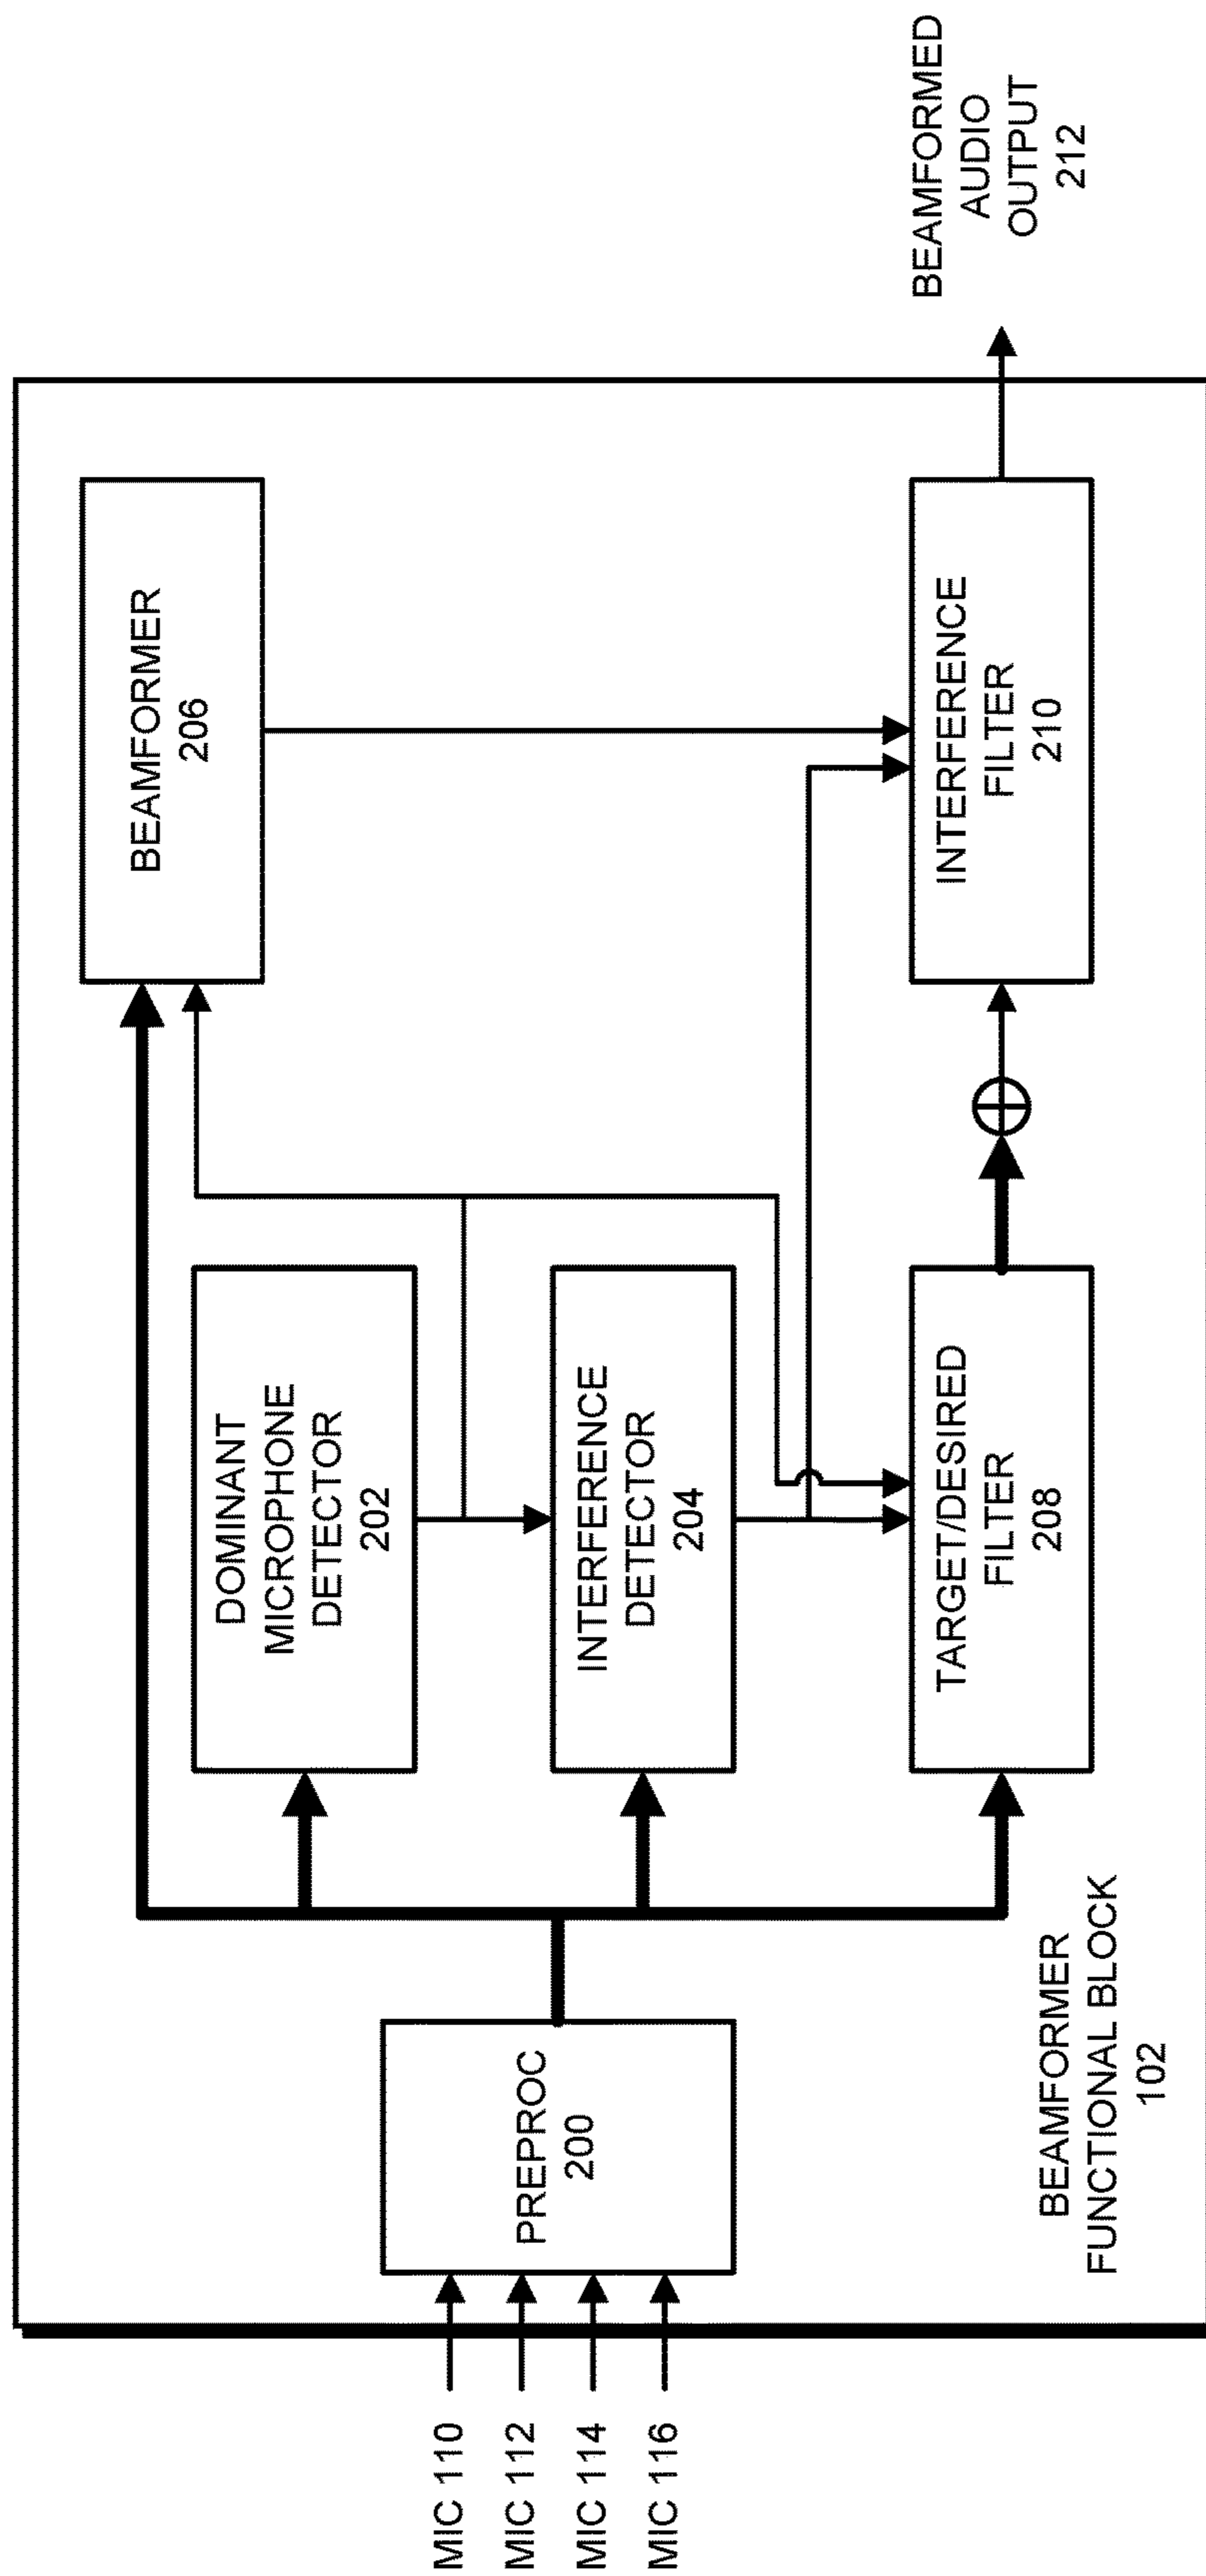 MIC 110
MIC 112
MIC 114
MIC 116
PREPROC
200
DOMINANT
MICROPHONE
DETECTOR
202
INTERFERENCE
DETECTOR
204
TARGET/DESIRED
FILTER
208
BEAMFORMER
206
INTERFERENCE
FILTER
210
BEAMFORMER
FUNCTIONAL BLOCK
102
BEAMFORMED
AUDIO
OUTPUT
212